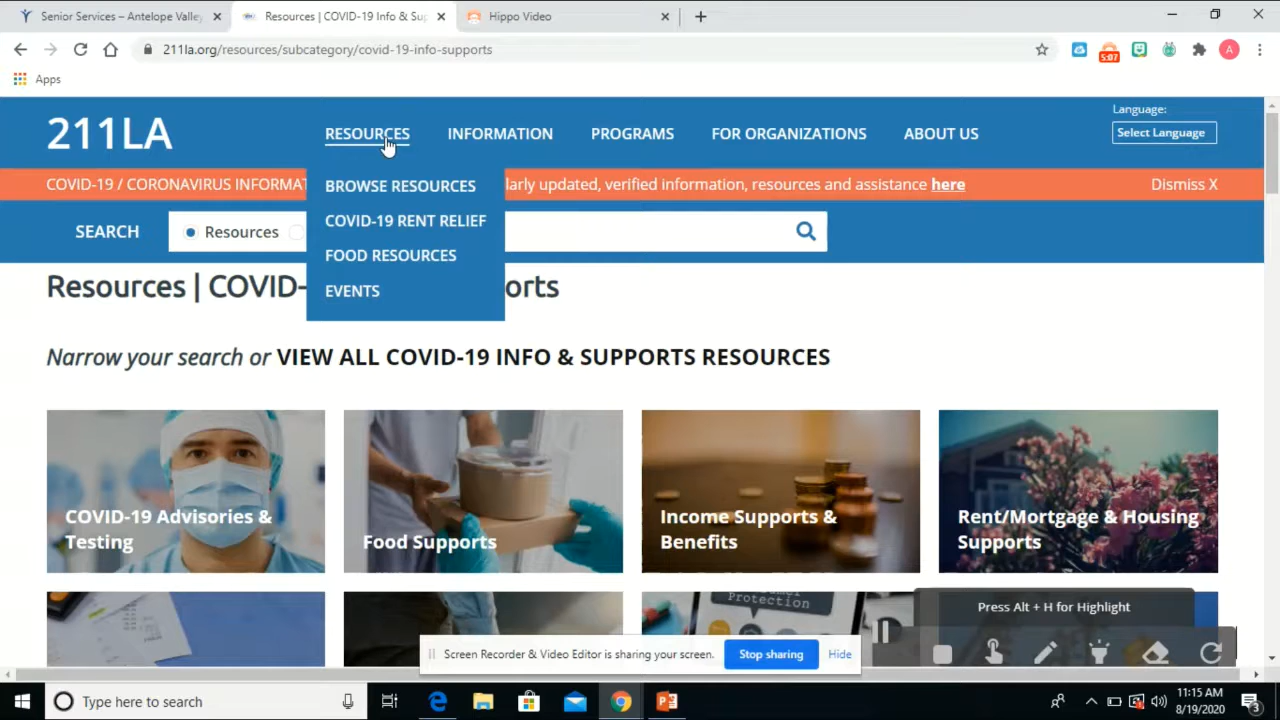 Senior Services – Antelope Valley
Resources | COVID-19 Info & Sup
Hippo Video
211la.org/resources/subcategory/covid-19-info-supports
5:07
A
Apps
211LA
RESOURCES
INFORMATION
PROGRAMS
FOR ORGANIZATIONS
ABOUT US
Language:
Select Language
COVID-19 / CORONAVIRUS INFORMAT
larly updated, verified information, resources and assistance here
Dismiss X
BROWSE RESOURCES
COVID-19 RENT RELIEF
FOOD RESOURCES
EVENTS
SEARCH
Resources
Resources | COVID-
orts
Narrow your search or VIEW ALL COVID-19 INFO & SUPPORTS RESOURCES
COVID-19 Advisories &
Testing
Food Supports
Income Supports &
Benefits
Rent/Mortgage & Housing
Supports
Protection
Press Alt + H for Highlight
Screen Recorder & Video Editor is sharing your screen.
Stop sharing
Hide
Type here to search
11:15 AM
8/19/2020
3